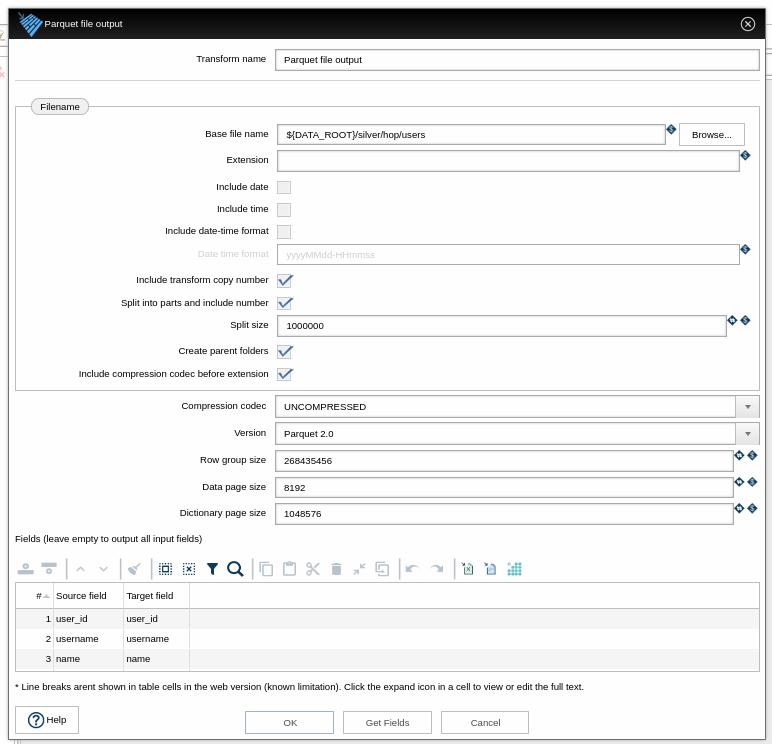 Parquet file output
Transform name Parquet file output
Filename
Base file name ${DATA_ROOT}/silver/hop/users Browse...
Extension
Include date
Include time
Include date-time format
Date time format yyyyMMdd-HHmmss
Include transform copy number
Split into parts and include number
Split size 1000000
Create parent folders
Include compression codec before extension
Compression codec UNCOMPRESSED
Version Parquet 2.0
Row group size 268435456
Data page size 8192
Dictionary page size 1048576
Fields (leave empty to output all input fields)
# Source field Target field
1 user_id user_id
2 username username
3 name name
* Line breaks arent shown in table cells in the web version (known limitation). Click the expand icon in a cell to view or edit the full text.
Help OK Get Fields Cancel